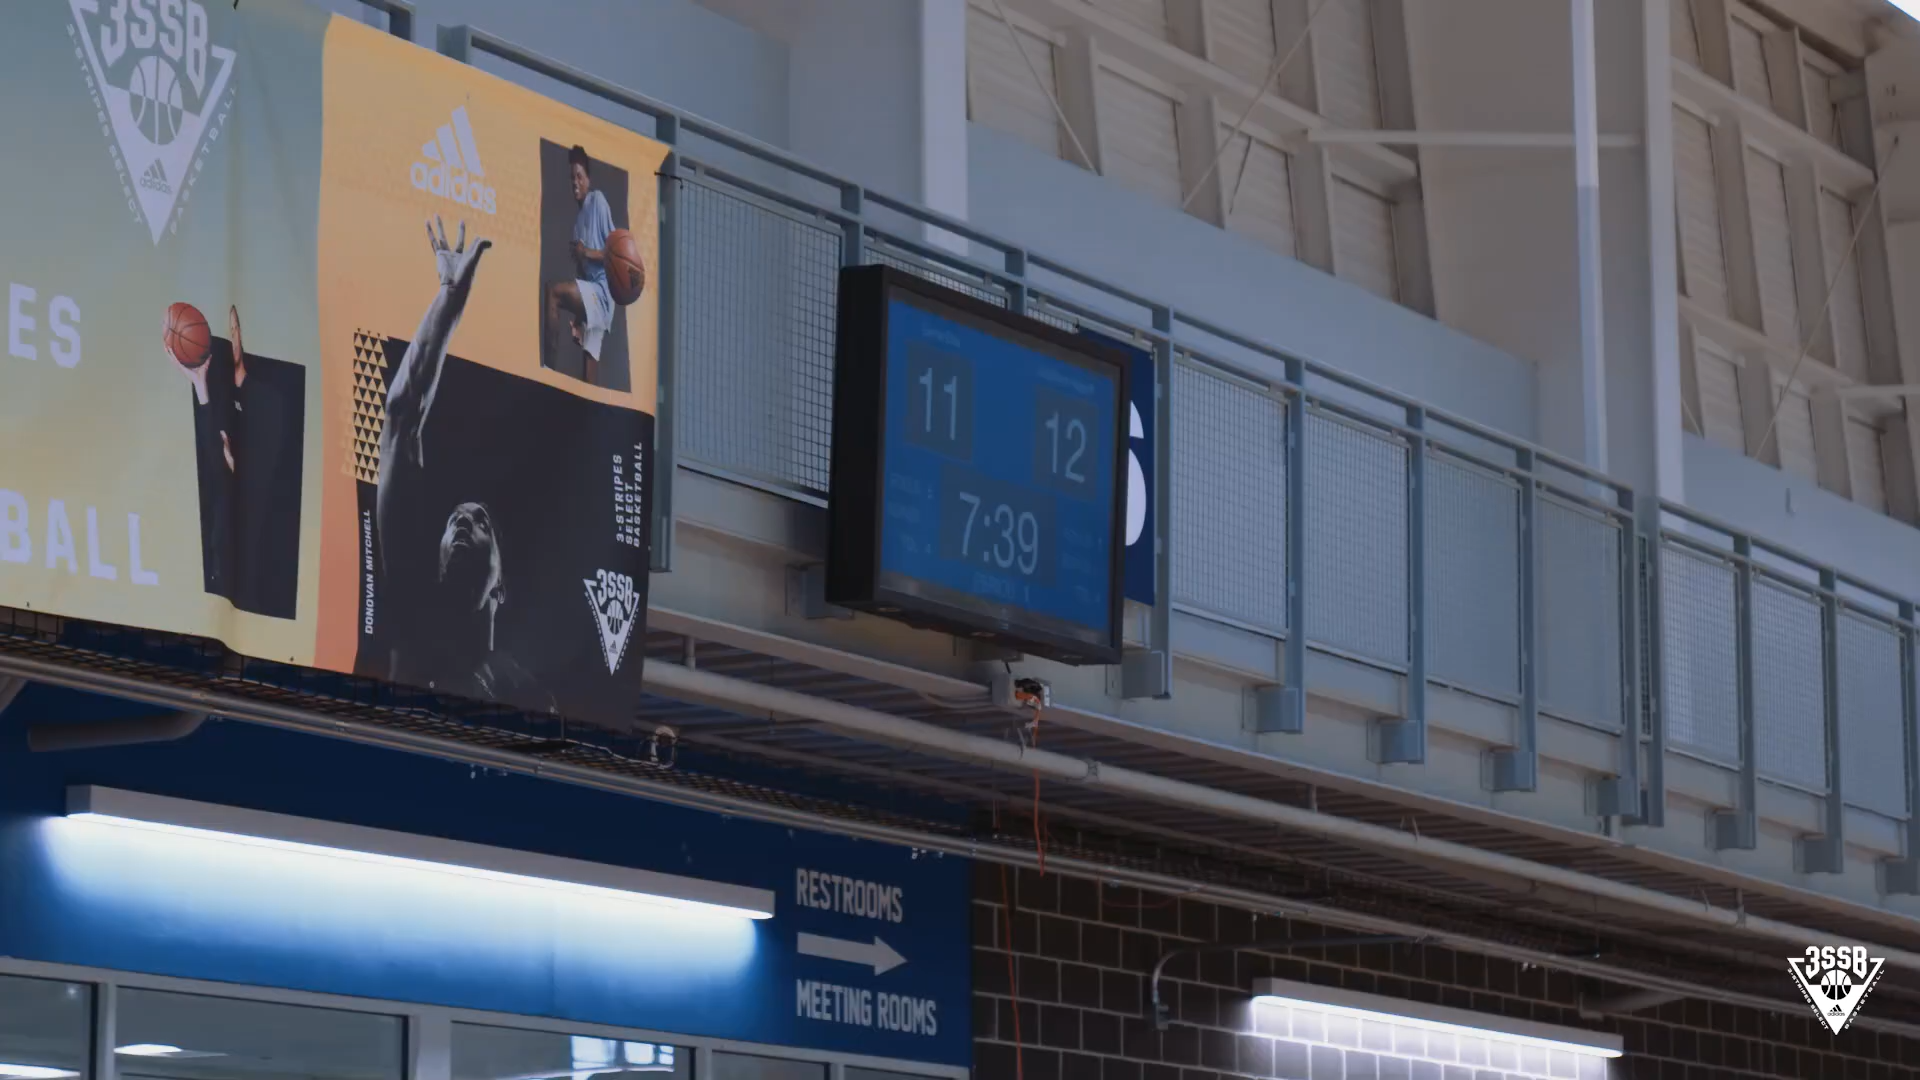 3SSB
3-STRIPES SELECT
BASKETBALL
adidas
ES
BALL
adidas
DONOVAN MITCHELL
3-STRIPES
SELECT
BASKETBALL
3SSB
11
12
7:39
RESTROOMS
MEETING ROOMS
3SSB
3-STRIPES SELECT
BASKETBALL
adidas